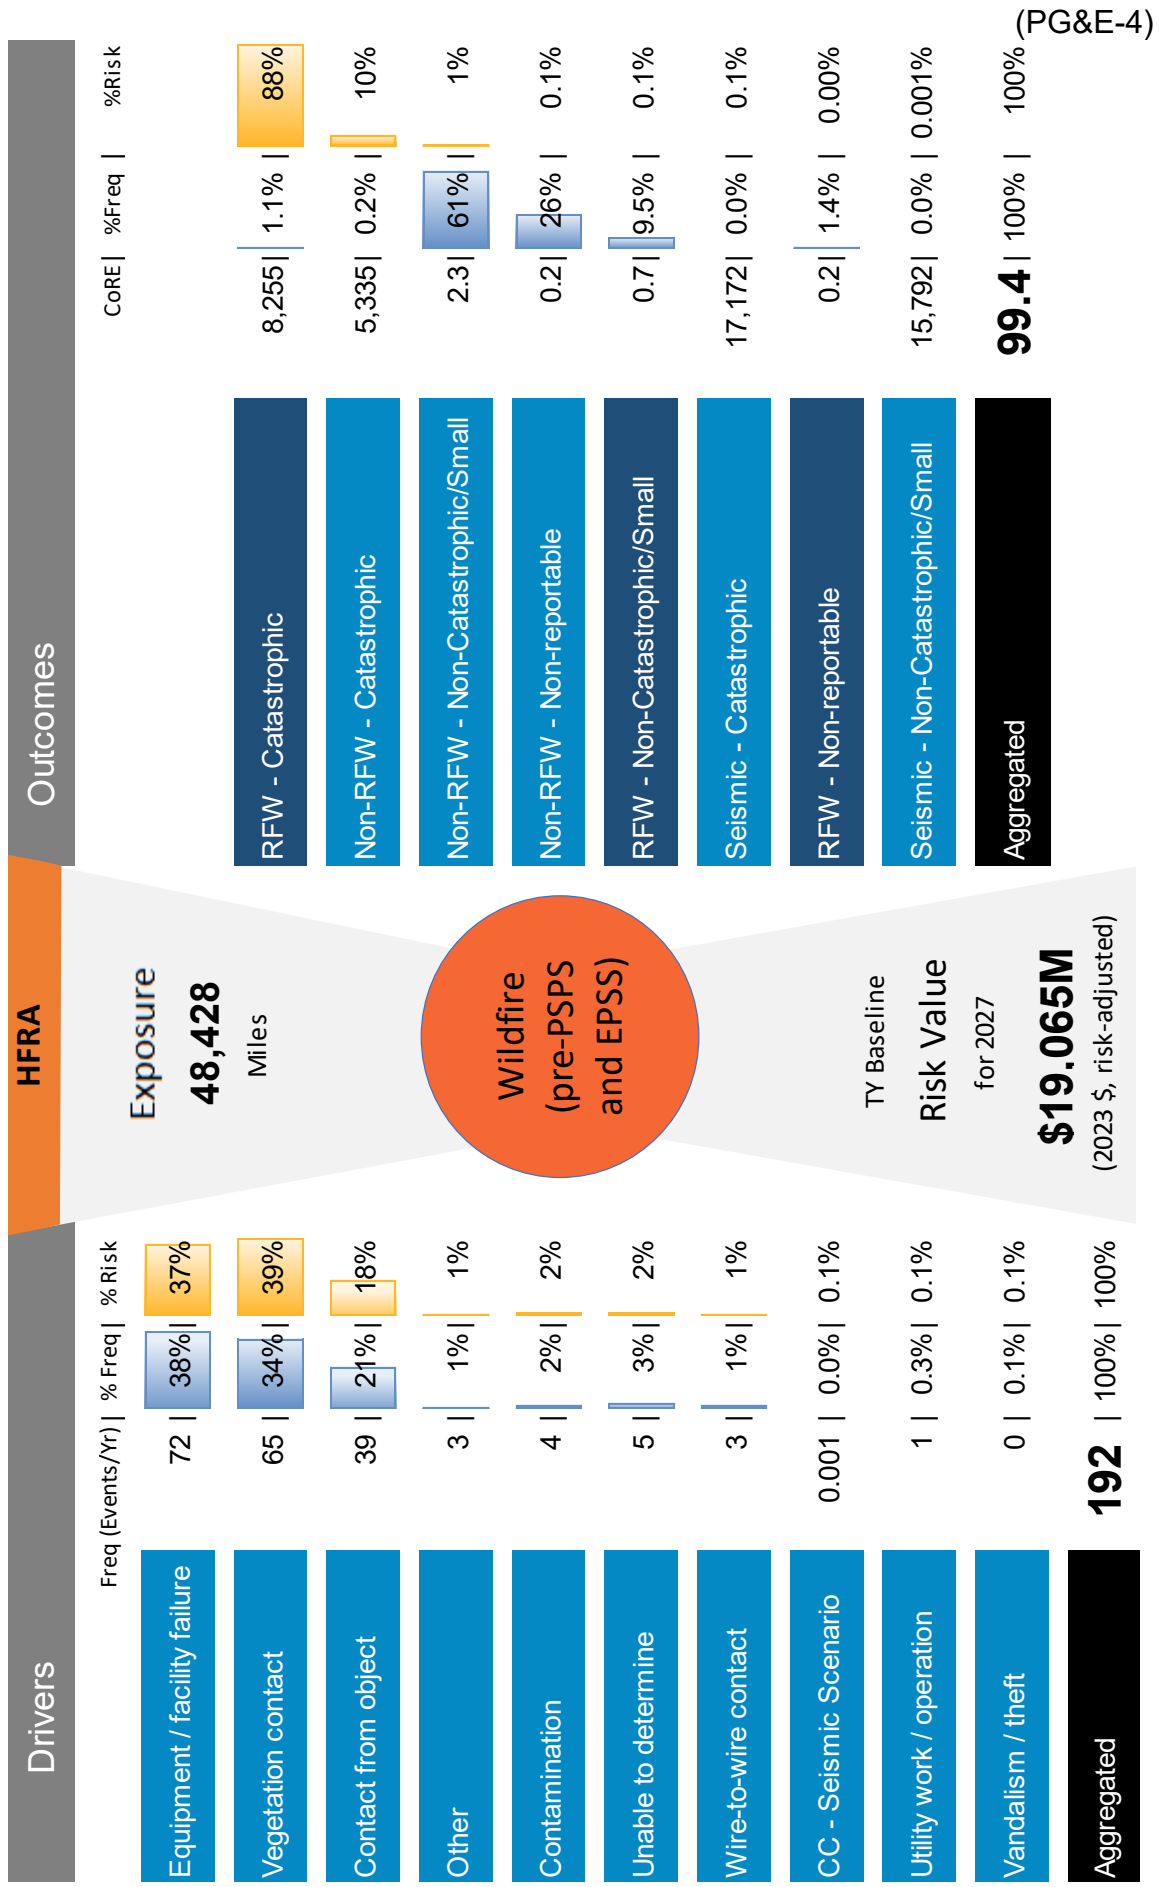 (PG&E-4)
Drivers
HFRA
Outcomes
Freq (Events/Yr) | % Freq | % Risk
Equipment / facility failure 72 | 38% | 37%
Vegetation contact 65 | 34% | 39%
Contact from object 39 | 21% | 18%
Other 3 | 1% | 1%
Contamination 4 | 2% | 2%
Unable to determine 5 | 3% | 2%
Wire-to-wire contact 3 | 1% | 1%
CC - Seismic Scenario 0.001 | 0.0% | 0.1%
Utility work / operation 1 | 0.3% | 0.1%
Vandalism / theft 0 | 0.1% | 0.1%
Aggregated 192 | 100% | 100%
Exposure
48,428
Miles
Wildfire
(pre-PSPS
and EPSS)
TY Baseline
Risk Value
for 2027
$19.065M
(2023 $, risk-adjusted)
CoRE | %Freq | %Risk
RFW - Catastrophic 8,255 | 1.1% | 88%
Non-RFW - Catastrophic 5,335 | 0.2% | 10%
Non-RFW - Non-Catastrophic/Small 2.3 | 61% | 1%
Non-RFW - Non-reportable 0.2 | 26% | 0.1%
RFW - Non-Catastrophic/Small 0.7 | 9.5% | 0.1%
Seismic - Catastrophic 17,172 | 0.0% | 0.1%
RFW - Non-reportable 0.2 | 1.4% | 0.00%
Seismic - Non-Catastrophic/Small 15,792 | 0.0% | 0.001%
Aggregated 99.4 | 100% | 100%